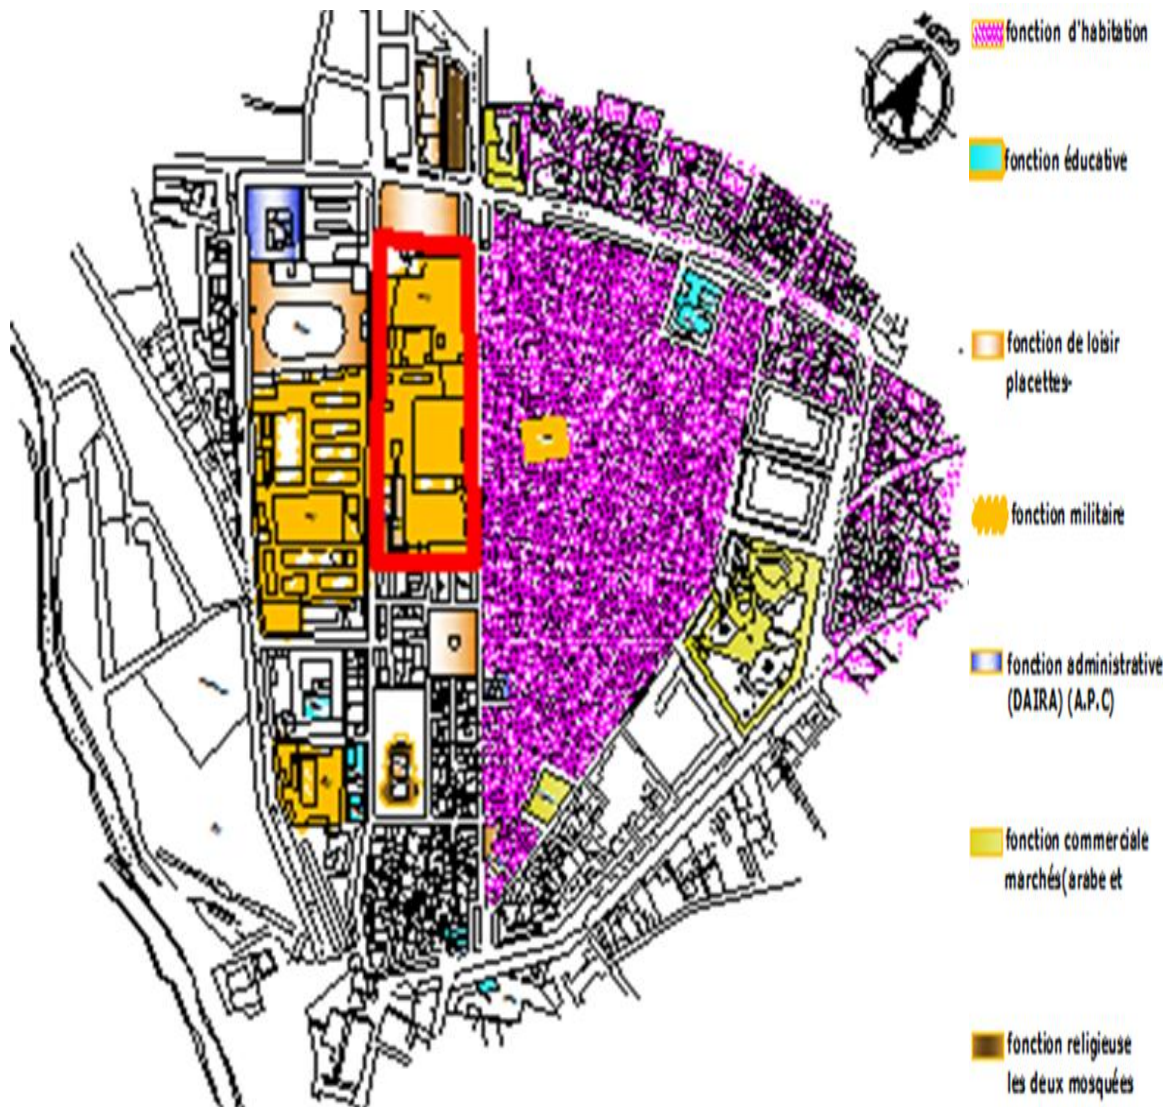 fonction d'habitation
fonction éducative
fonction de loisir
placettes-
fonction militaire
fonction administrative
(DAIRA) (A.P.C)
fonction commerciale
marchés(arabe et
fonction religieuse
les deux mosquées